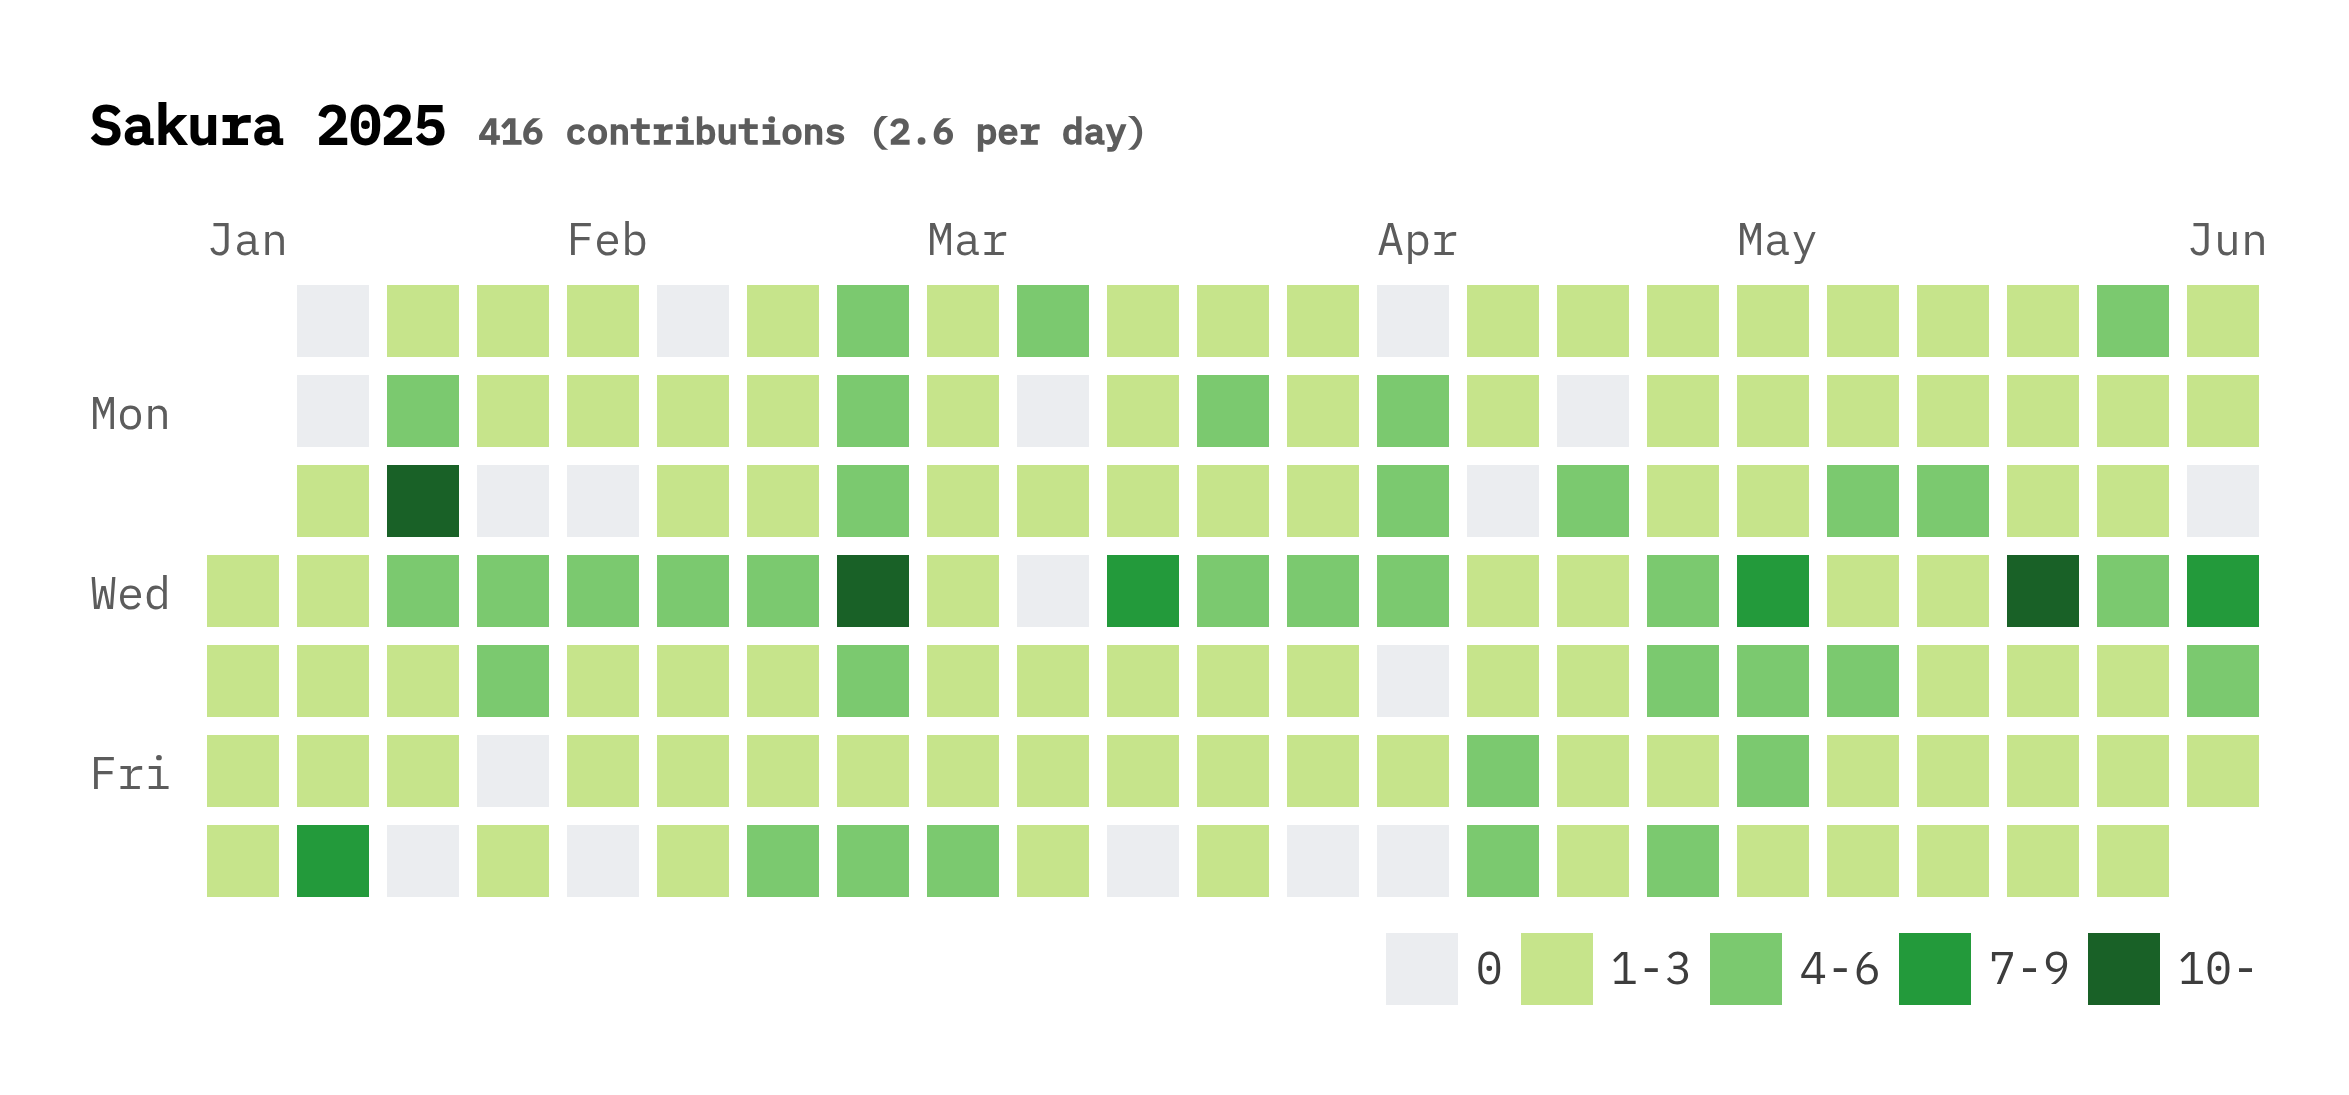 Sakura 2025 416 contributions (2.6 per day)
Jan Feb Mar Apr May Jun
Mon
Wed
Fri
0 1-3 4-6 7-9 10-